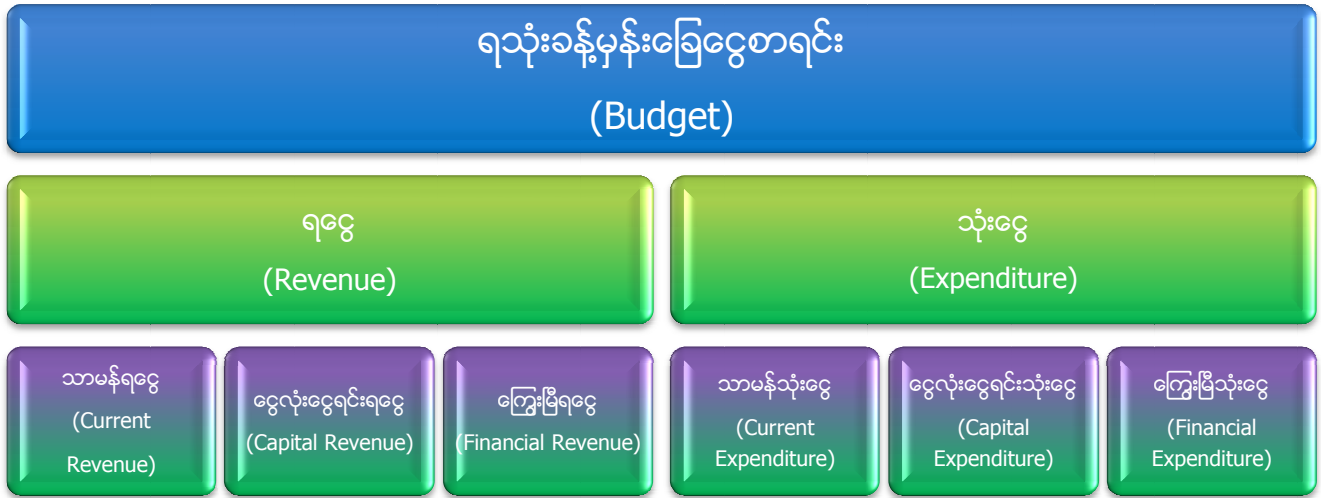 ရသုံးခန့်မှန်းခြေငွေစာရင်း
(Budget)
ရငွေ
(Revenue)
သုံးငွေ
(Expenditure)
သာမန်ရငွေ
(Current
Revenue)
ငွေလုံးငွေရင်းရငွေ
(Capital Revenue)
ကြွေးမြီရငွေ
(Financial Revenue)
သာမန်သုံးငွေ
(Current
Expenditure)
ငွေလုံးငွေရင်းသုံးငွေ
(Capital
Expenditure)
ကြွေးမြီသုံးငွေ
(Financial
Expenditure)